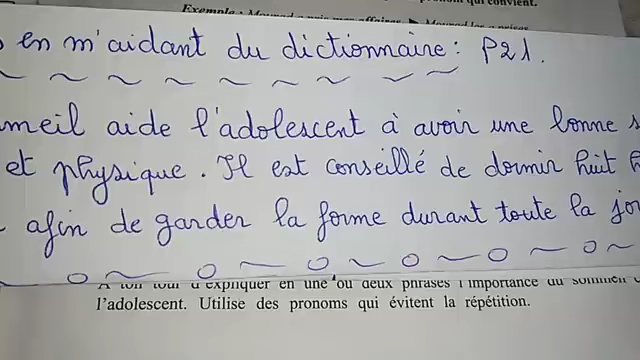 Exemple :
en m'aidant du dictionnaire : P21.
meil aide l'adolescent à avoir une bonne s
et physique. Il est conseillé de dormir huit h
afin de garder la forme durant toute la jou
A ton tour d'expliquer en une ou deux phrases l'importance du sommeil
l'adolescent. Utilise des pronoms qui évitent la répétition.